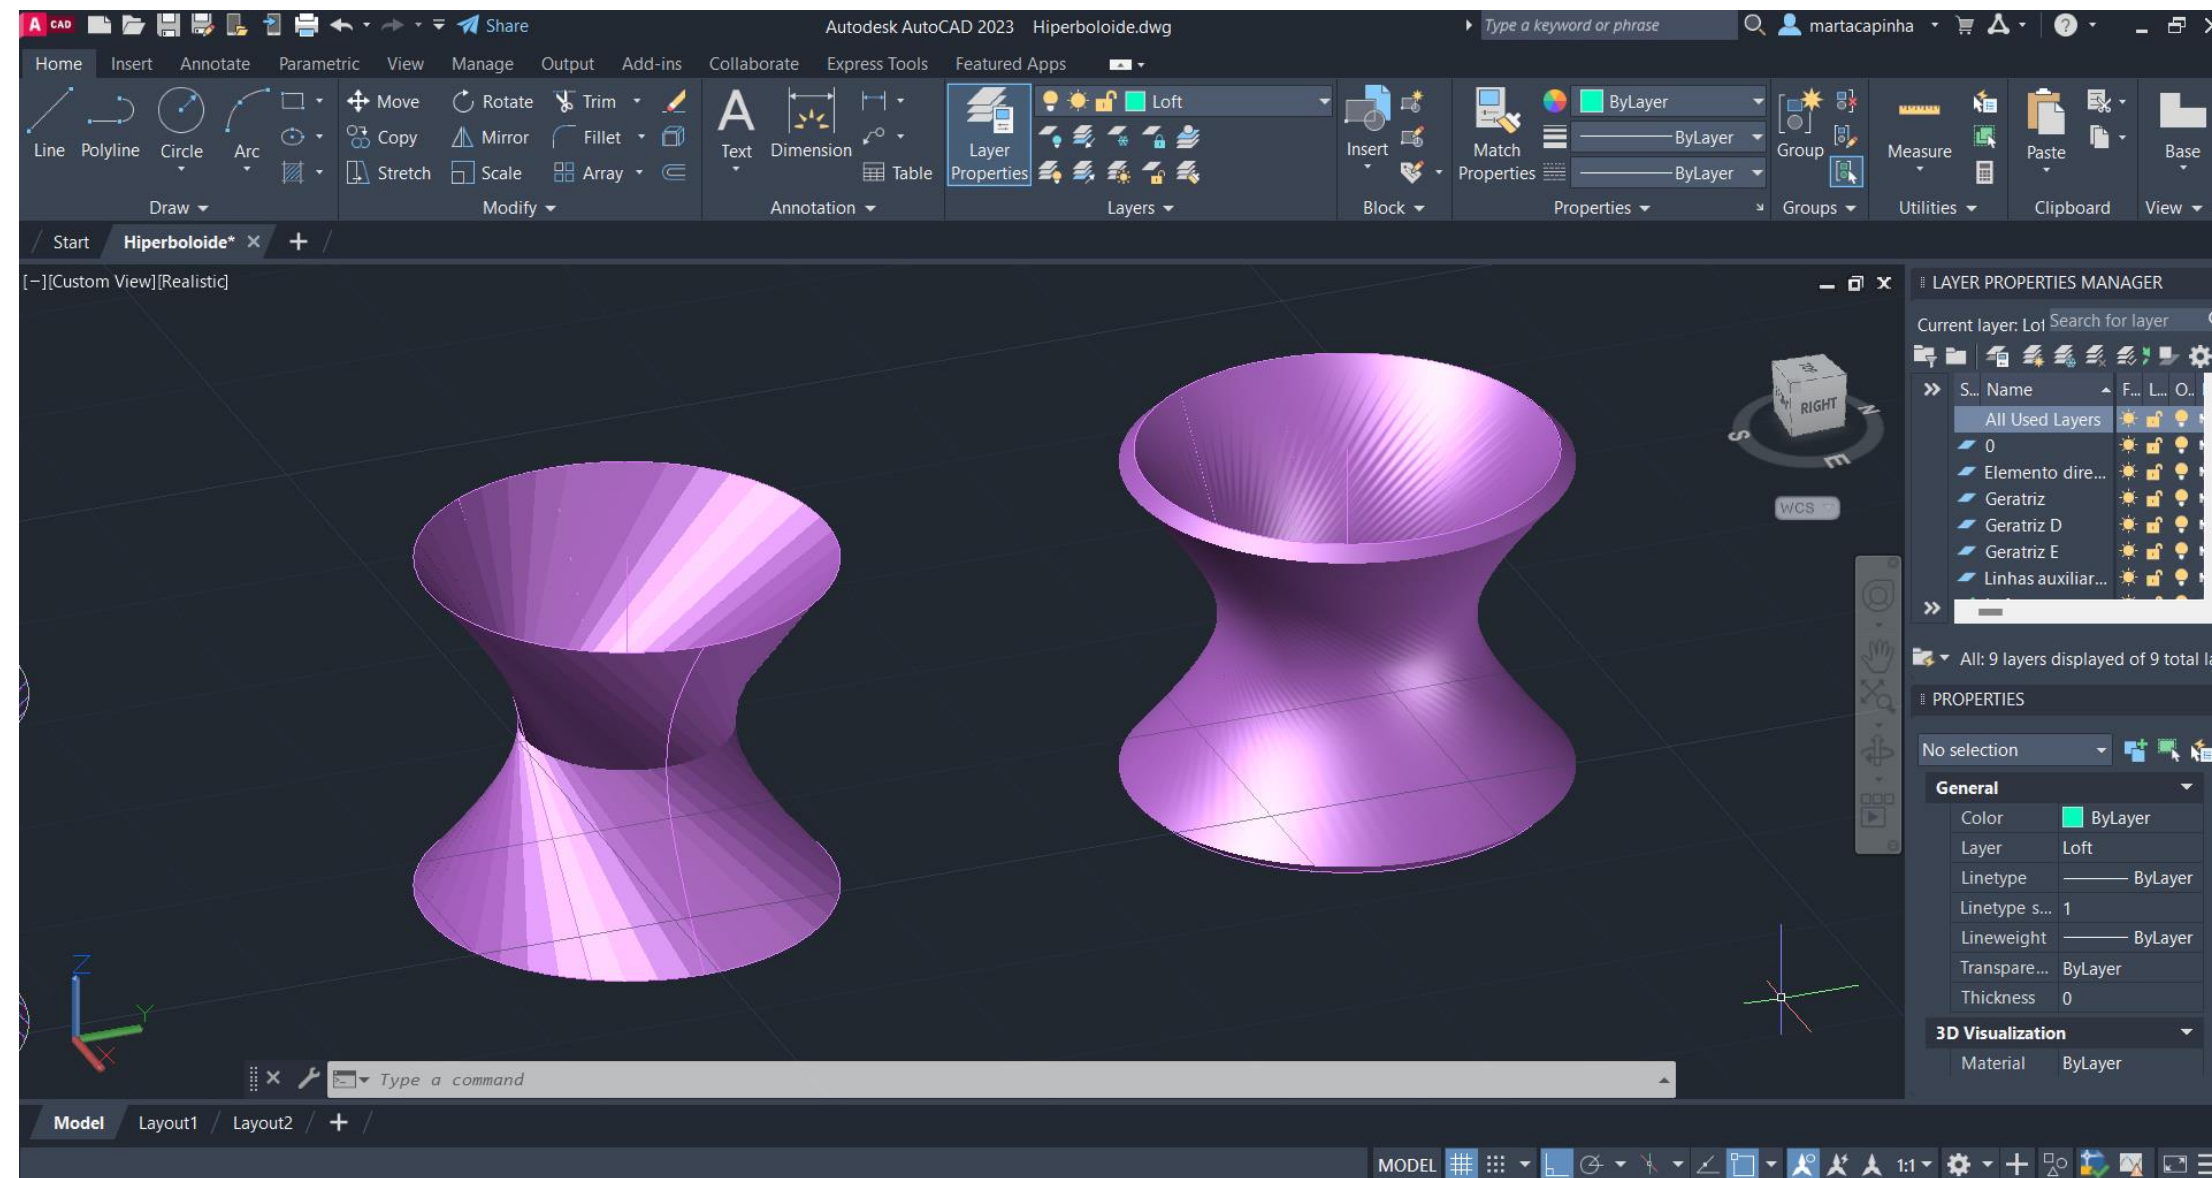 A CAD Share Autodesk AutoCAD 2023 Hiperboloide.dwg Type a keyword or phrase martacapinha
Home Insert Annotate Parametric View Manage Output Add-ins Collaborate Express Tools Featured Apps
Move Rotate Trim Loft ByLayer
Copy Mirror Fillet ByLayer
Line Polyline Circle Arc Text Dimension Layer Insert Match Group Measure Paste Base
Stretch Scale Array Table Properties Properties ByLayer
Draw Modify Annotation Layers Block Properties Groups Utilities Clipboard View
Start Hiperboloide*
[−][Custom View][Realistic]
LAYER PROPERTIES MANAGER
Current layer: Lof Search for layer
S... Name F... L... O..
All Used Layers
0
Elemento dire...
Geratriz
Geratriz D
Geratriz E
Linhas auxiliar...
RIGHT
S
E
N
WCS
All: 9 layers displayed of 9 total la
PROPERTIES
No selection
General
Color ByLayer
Layer Loft
Linetype ByLayer
Linetype s... 1
Lineweight ByLayer
Transpare... ByLayer
Thickness 0
3D Visualization
Material ByLayer
Z
Y
X
Type a command
Model Layout1 Layout2
MODEL 1:1